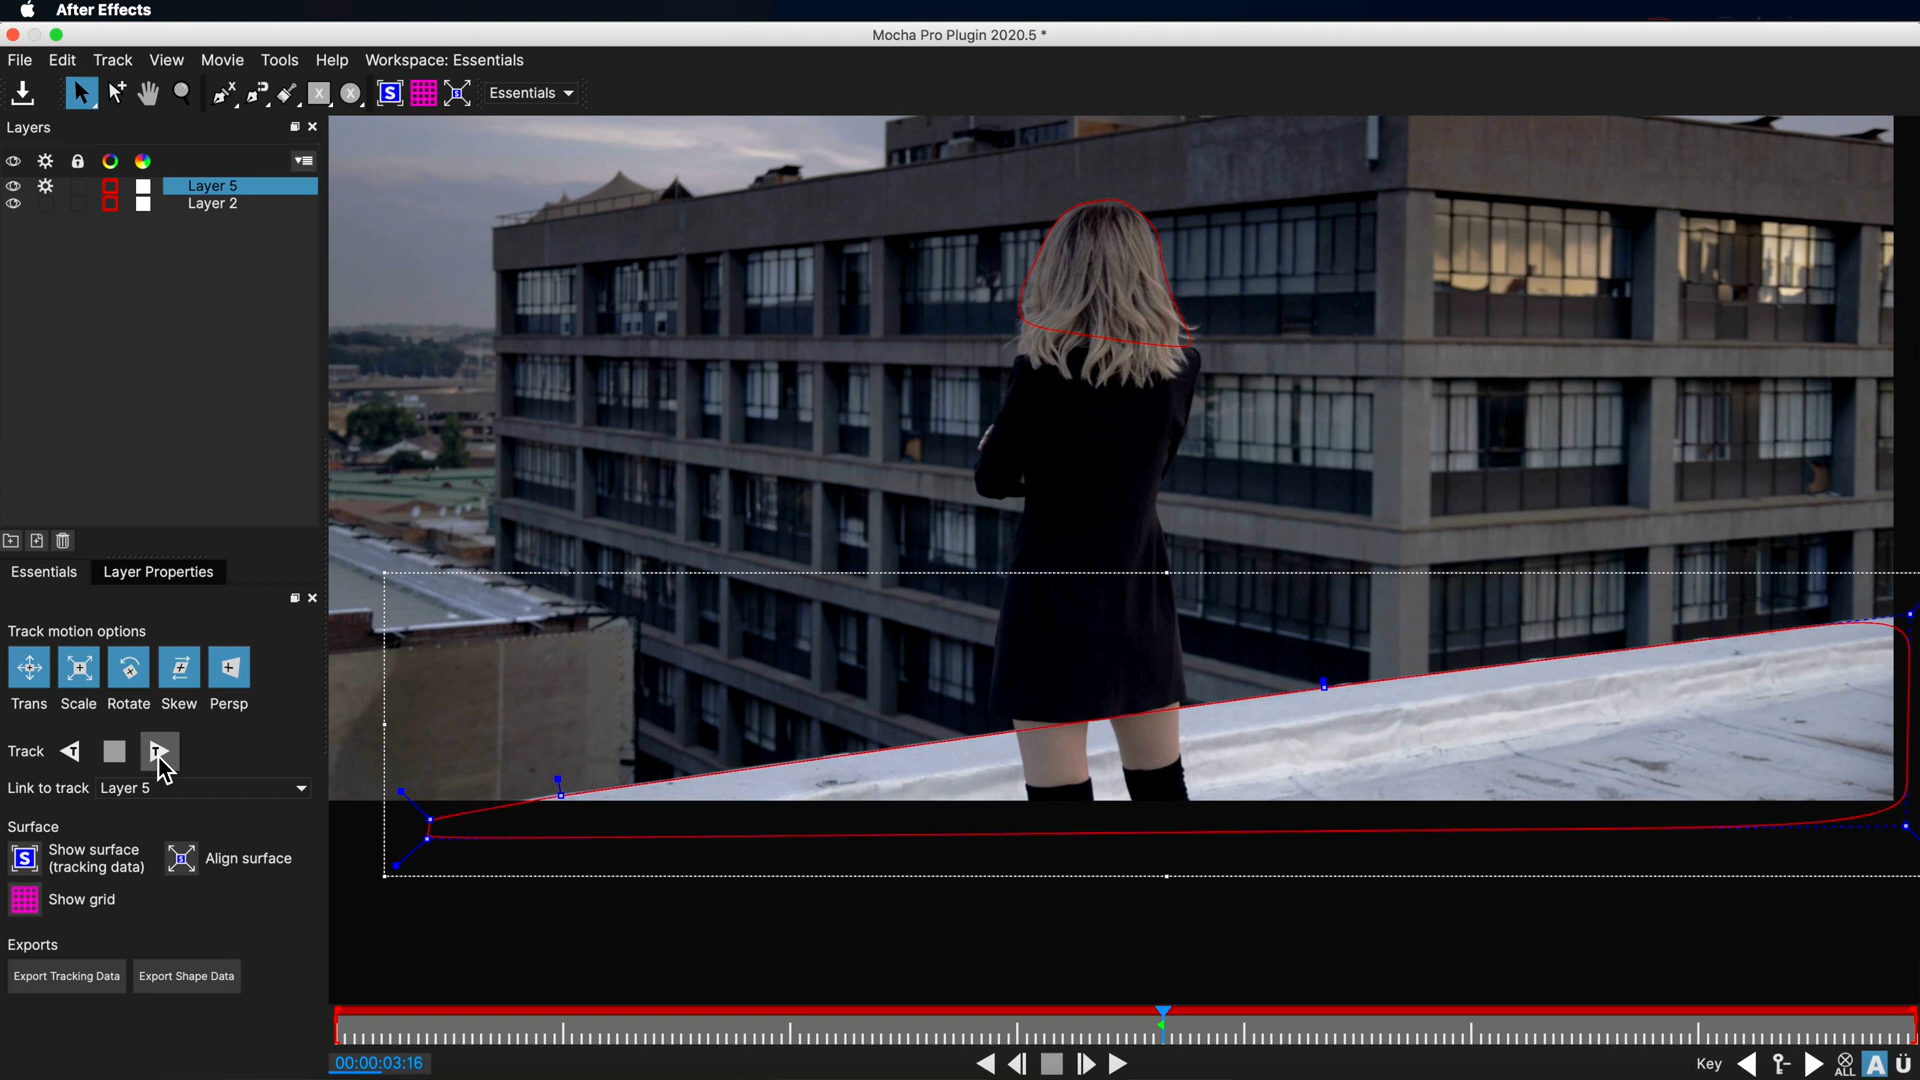 After Effects
Mocha Pro Plugin 2020.5 *
File Edit Track View Movie Tools Help Workspace: Essentials
Essentials
Layers
Layer 5
Layer 2
Essentials Layer Properties
Track motion options
Trans Scale Rotate Skew Persp
Track
Link to track Layer 5
Surface
Show surface
(tracking data)
Align surface
Show grid
Exports
Export Tracking Data Export Shape Data
00:00:03:16
Key
ALL
A
Ü